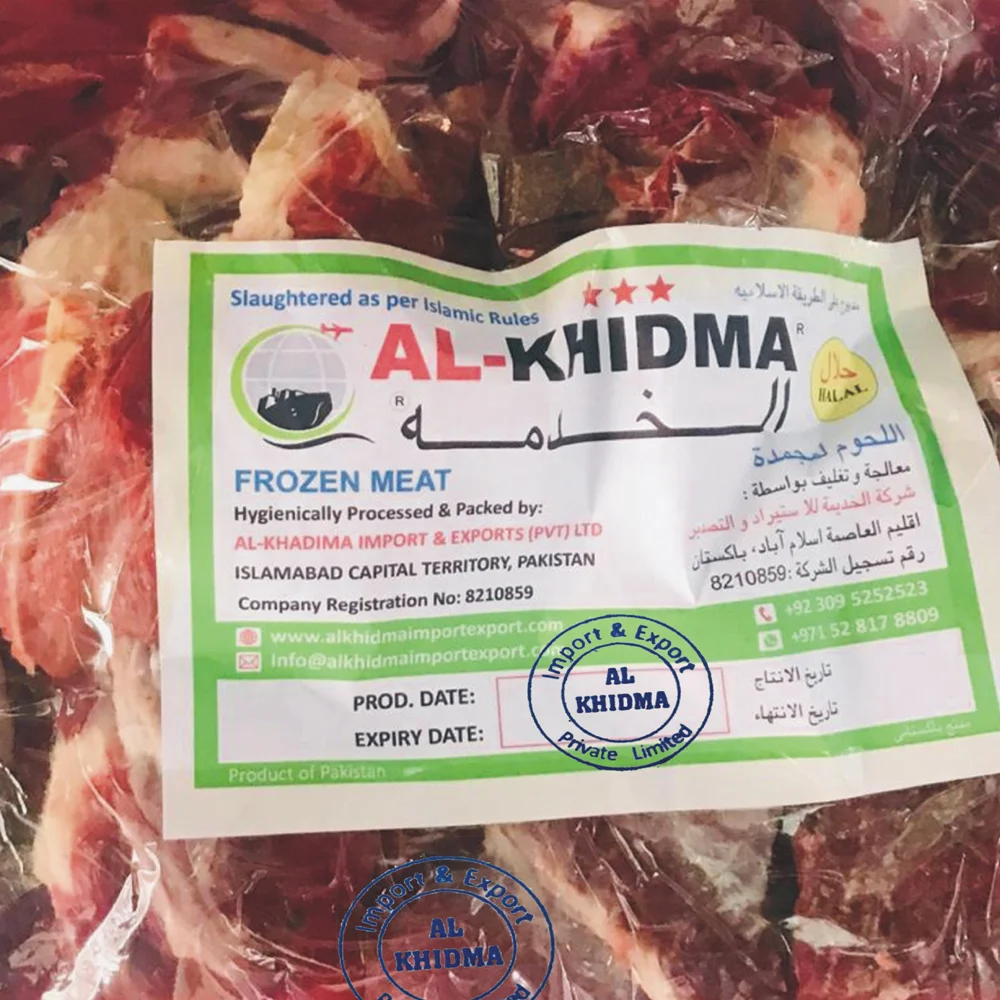 Slaughtered as per Islamic Rules
مذبوح على الطريقة الاسلاميه
AL-KHIDMA®
الخدمه ®
حلال
HALAL
FROZEN MEAT
اللحوم لمجمدة
Hygienically Processed & Packed by:
معالجة و تغليف بواسطة :
AL-KHADIMA IMPORT & EXPORTS (PVT) LTD
شركة الخديمة للا ستيراد و التصدير
ISLAMABAD CAPITAL TERRITORY, PAKISTAN
اقليم العاصمة اسلام آباد، باكستان
Company Registration No: 8210859
رقم تسجيل الشركة :8210859
www.alkhidmaimportexport.com
+92 309 5252523
Info@alkhidmaimportexport.com
+971 52 817 8809
PROD. DATE:
تاريخ الانتاج
EXPIRY DATE:
تاريخ الانتهاء
Import & Export
AL
KHIDMA
Private Limited
Product of Pakistan
منتج باكستاني
Import & Export
AL
KHIDMA